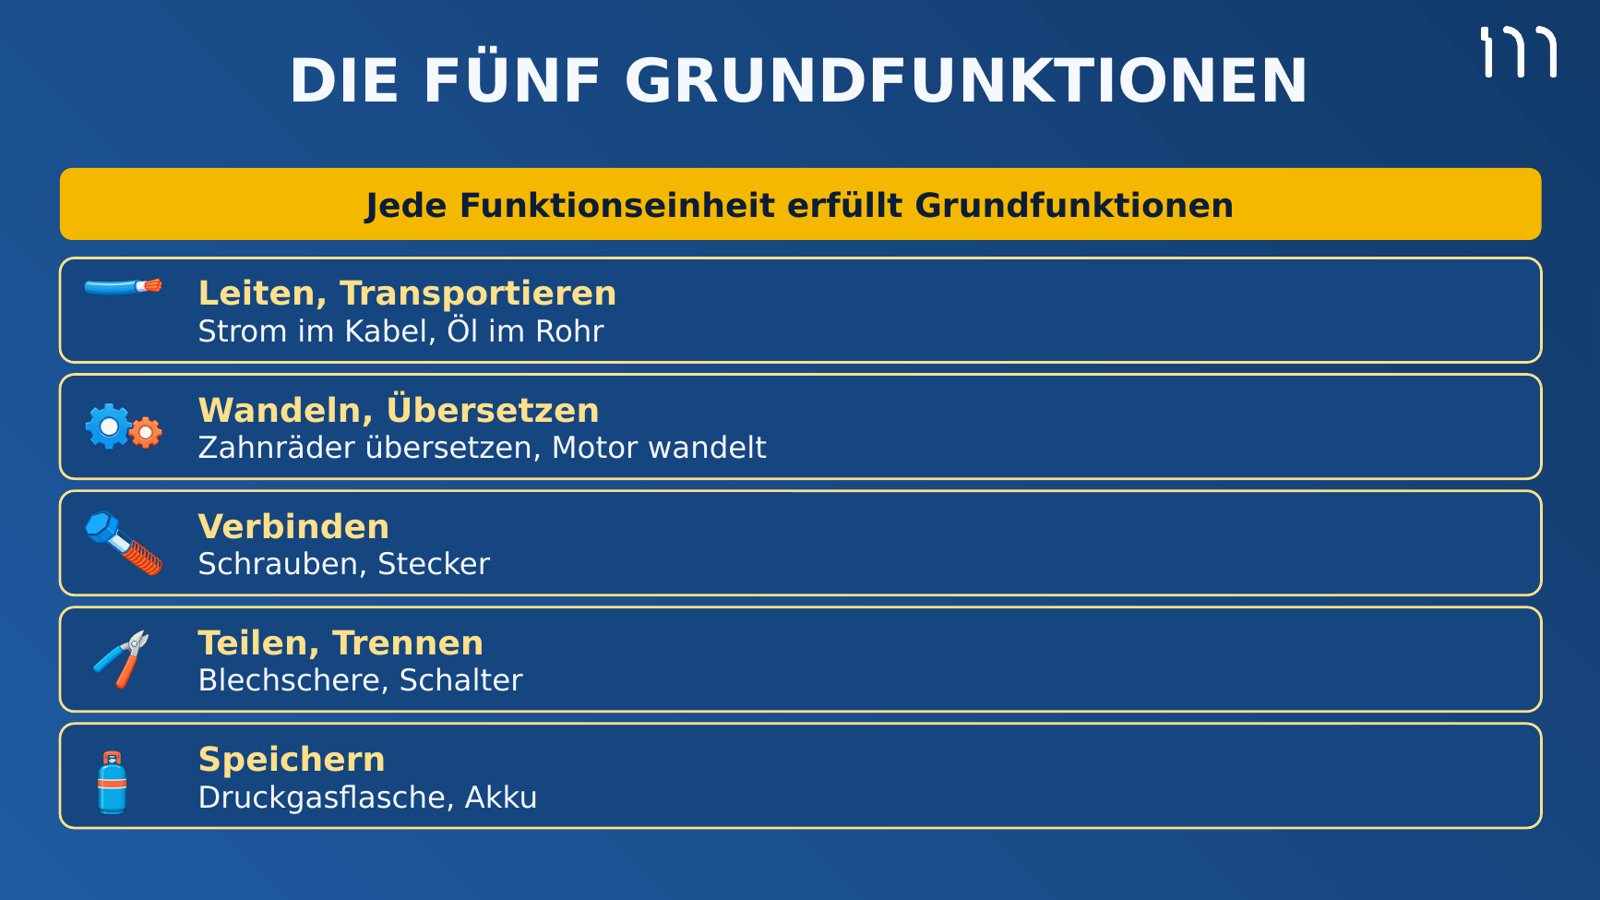 DIE FÜNF GRUNDFUNKTIONEN
Jede Funktionseinheit erfüllt Grundfunktionen
Leiten, Transportieren
Strom im Kabel, Öl im Rohr
Wandeln, Übersetzen
Zahnräder übersetzen, Motor wandelt
Verbinden
Schrauben, Stecker
Teilen, Trennen
Blechschere, Schalter
Speichern
Druckgasflasche, Akku